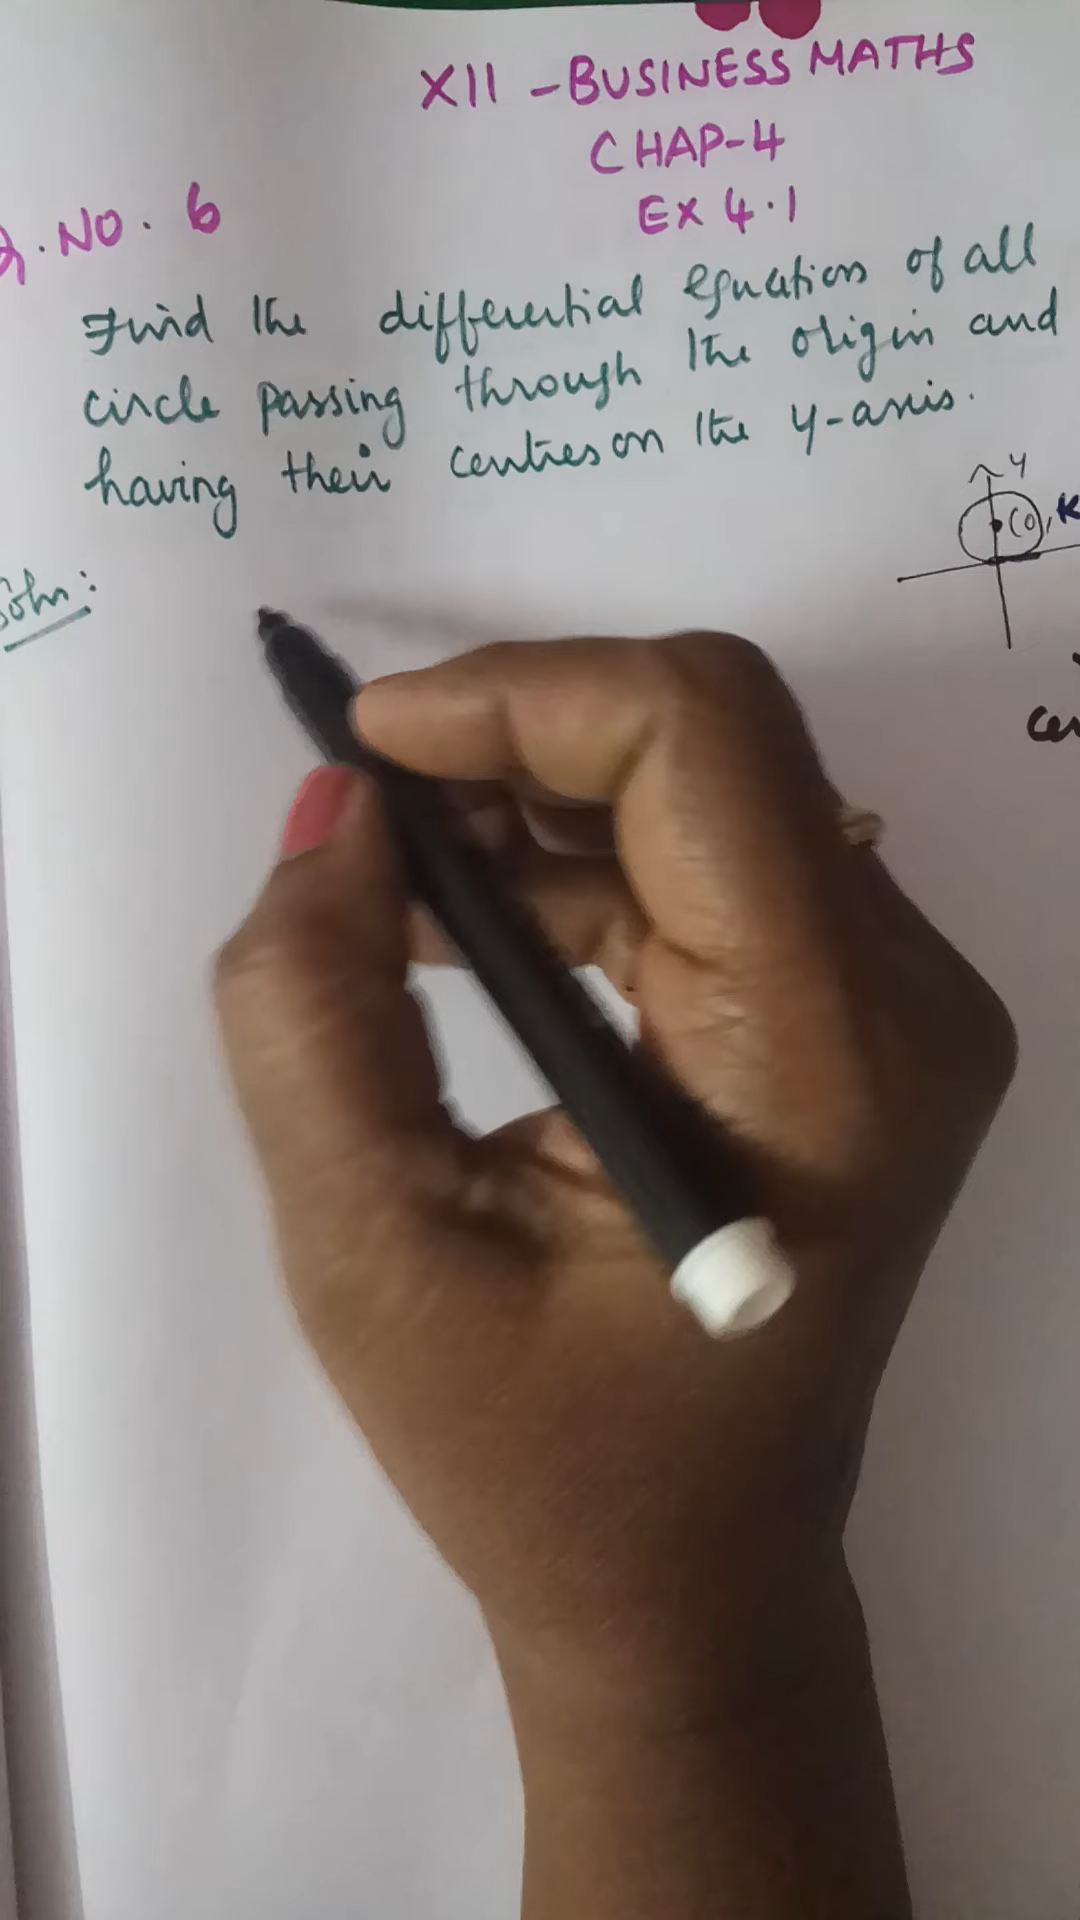 XII - BUSINESS MATHS
CHAP-4
EX 4.1
Q.NO. 6
Find the differential equation of all
circle passing through the origin and
having their centres on the y-axis.
y
(0, K
Soln:
Cen